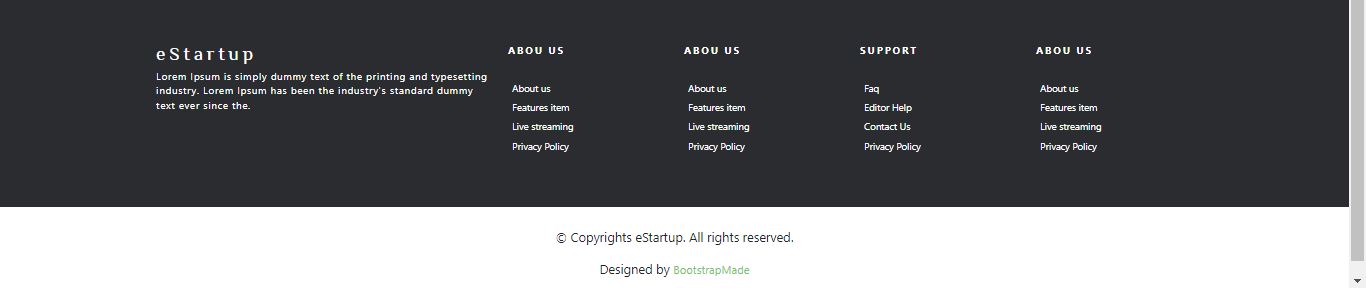 eStartup
Lorem Ipsum is simply dummy text of the printing and typesetting
industry. Lorem Ipsum has been the industry's standard dummy
text ever since the.
ABOU US
About us
Features item
Live streaming
Privacy Policy
ABOU US
About us
Features item
Live streaming
Privacy Policy
SUPPORT
Faq
Editor Help
Contact Us
Privacy Policy
ABOU US
About us
Features item
Live streaming
Privacy Policy
© Copyrights eStartup. All rights reserved.
Designed by BootstrapMade